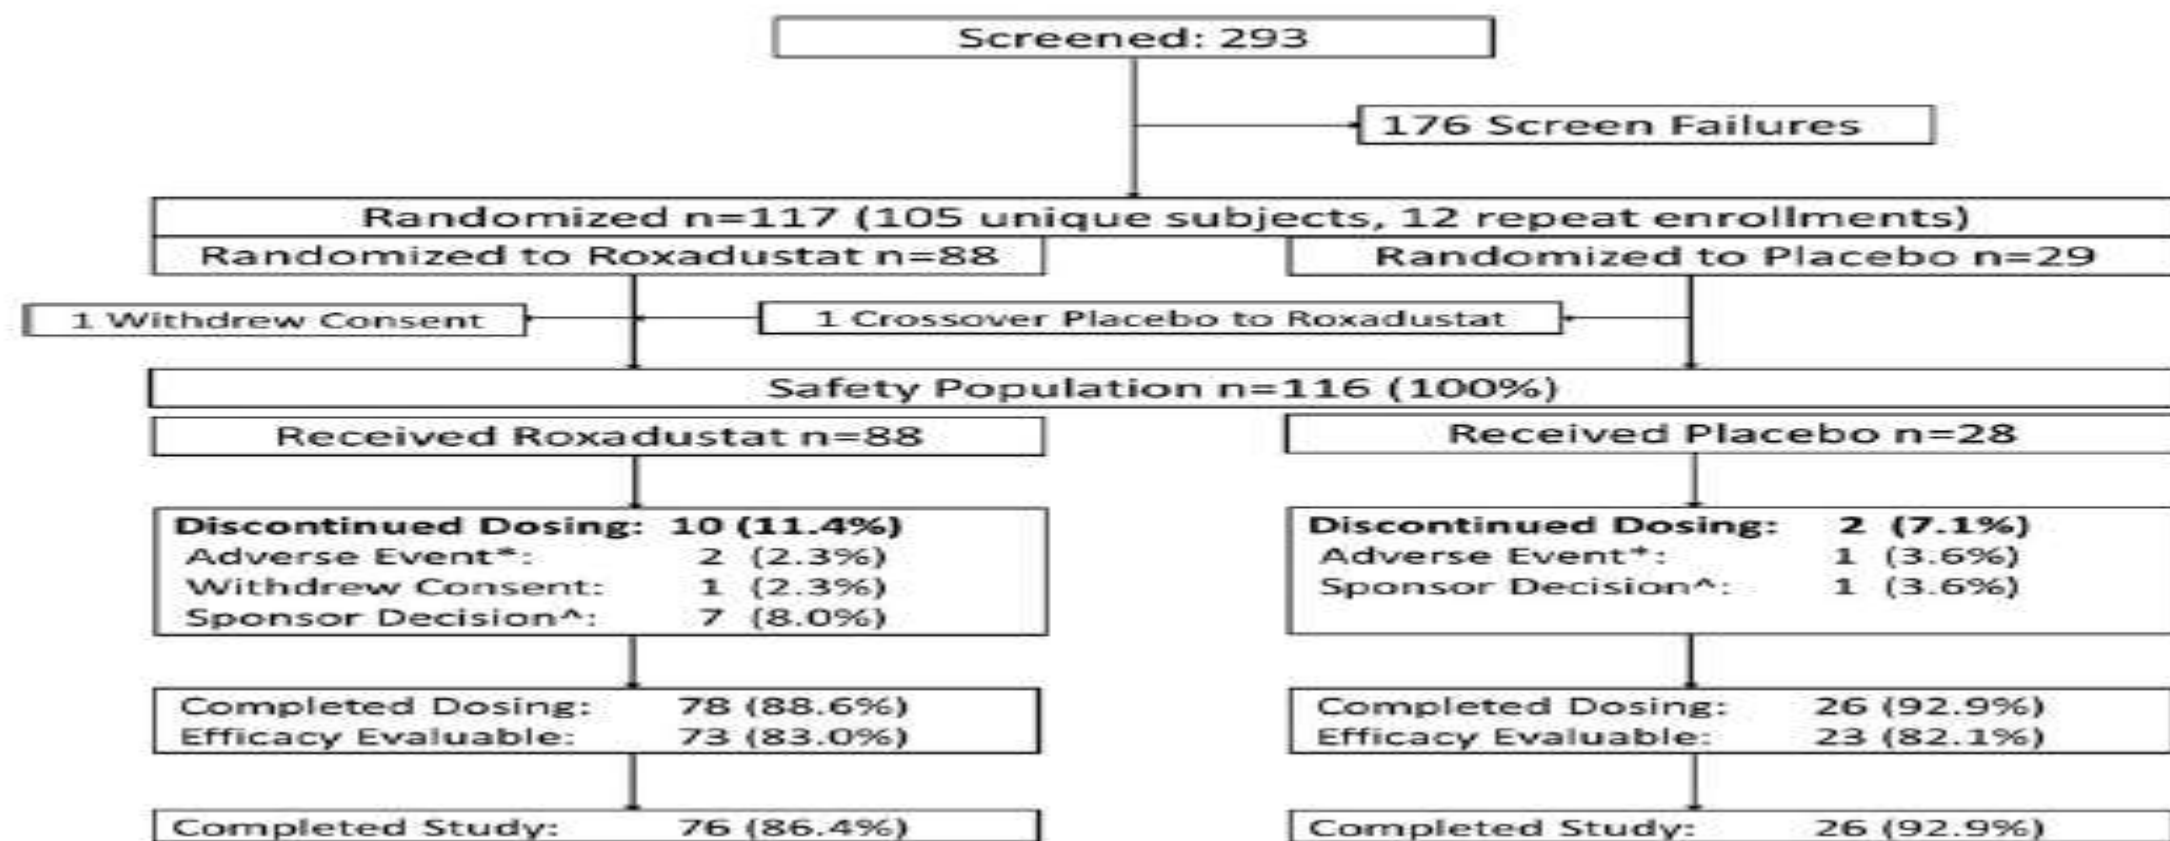 Screened: 293
176 Screen Failures
Randomized n=117 (105 unique subjects, 12 repeat enrollments)
Randomized to Roxadustat n=88
Randomized to Placebo n=29
1 Withdrew Consent
1 Crossover Placebo to Roxadustat
Safety Population n=116 (100%)
Received Roxadustat n=88
Received Placebo n=28
Discontinued Dosing: 10 (11.4%)
Adverse Event*: 2 (2.3%)
Withdrew Consent: 1 (2.3%)
Sponsor Decision^: 7 (8.0%)
Discontinued Dosing: 2 (7.1%)
Adverse Event*: 1 (3.6%)
Sponsor Decision^: 1 (3.6%)
Completed Dosing: 78 (88.6%)
Efficacy Evaluable: 73 (83.0%)
Completed Dosing: 26 (92.9%)
Efficacy Evaluable: 23 (82.1%)
Completed Study: 76 (86.4%)
Completed Study: 26 (92.9%)